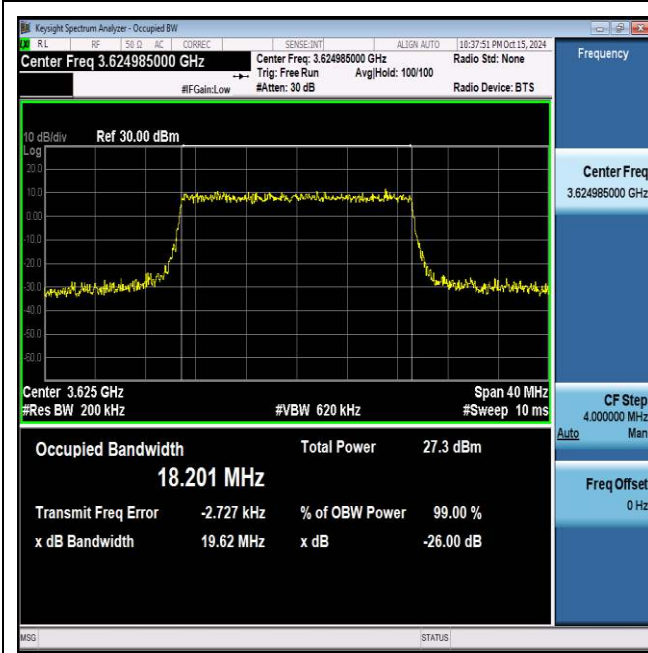 Keysight Spectrum Analyzer - Occupied BW
RL RF 50 Ω AC CORREC SENSE:INT ALIGN AUTO 10:37:51 PM Oct 15, 2024
Center Freq 3.624985000 GHz
Center Freq: 3.624985000 GHz
Radio Std: None
Trig: Free Run Avg|Hold: 100/100
#IFGain:Low #Atten: 30 dB Radio Device: BTS
Frequency
10 dB/div Ref 30.00 dBm
Log
20.0
10.0
0.00
-10.0
-20.0
-30.0
-40.0
-50.0
-60.0
Center Freq
3.624985000 GHz
Center 3.625 GHz Span 40 MHz
#Res BW 200 kHz #VBW 620 kHz #Sweep 10 ms
CF Step
4.000000 MHz
Auto Man
Occupied Bandwidth Total Power 27.3 dBm
18.201 MHz
Transmit Freq Error -2.727 kHz % of OBW Power 99.00 %
x dB Bandwidth 19.62 MHz x dB -26.00 dB
Freq Offset
0 Hz
MSG STATUS